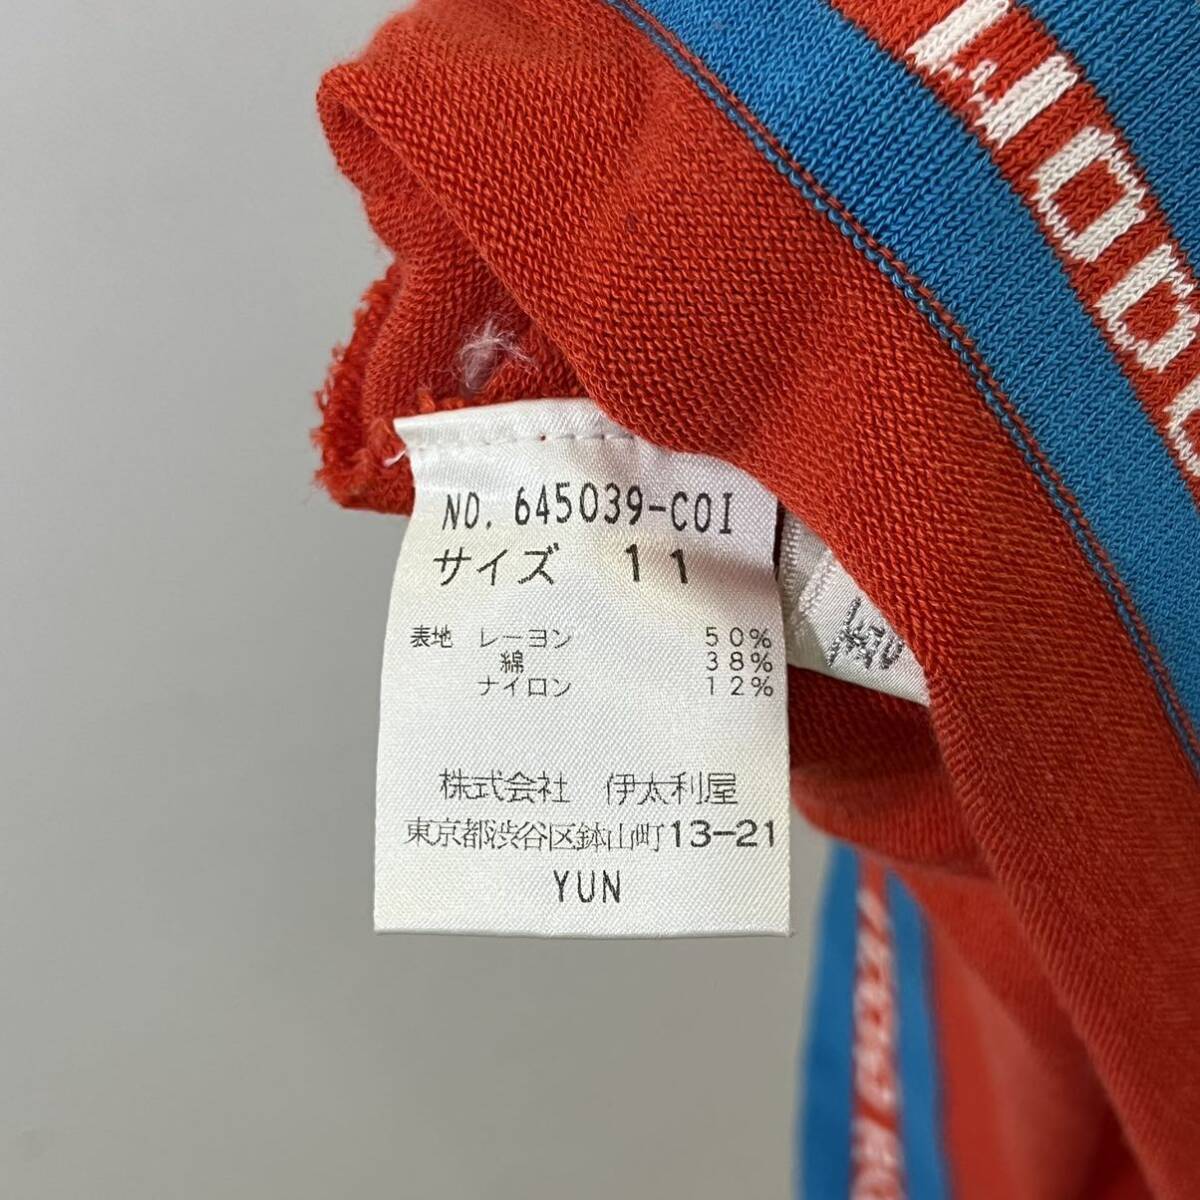 NO. 645039-COI
サイズ 11
表地 レーヨン 50%
綿 38%
ナイロン 12%
株式会社 伊太利屋
東京都渋谷区鉢山町13-21
YUN